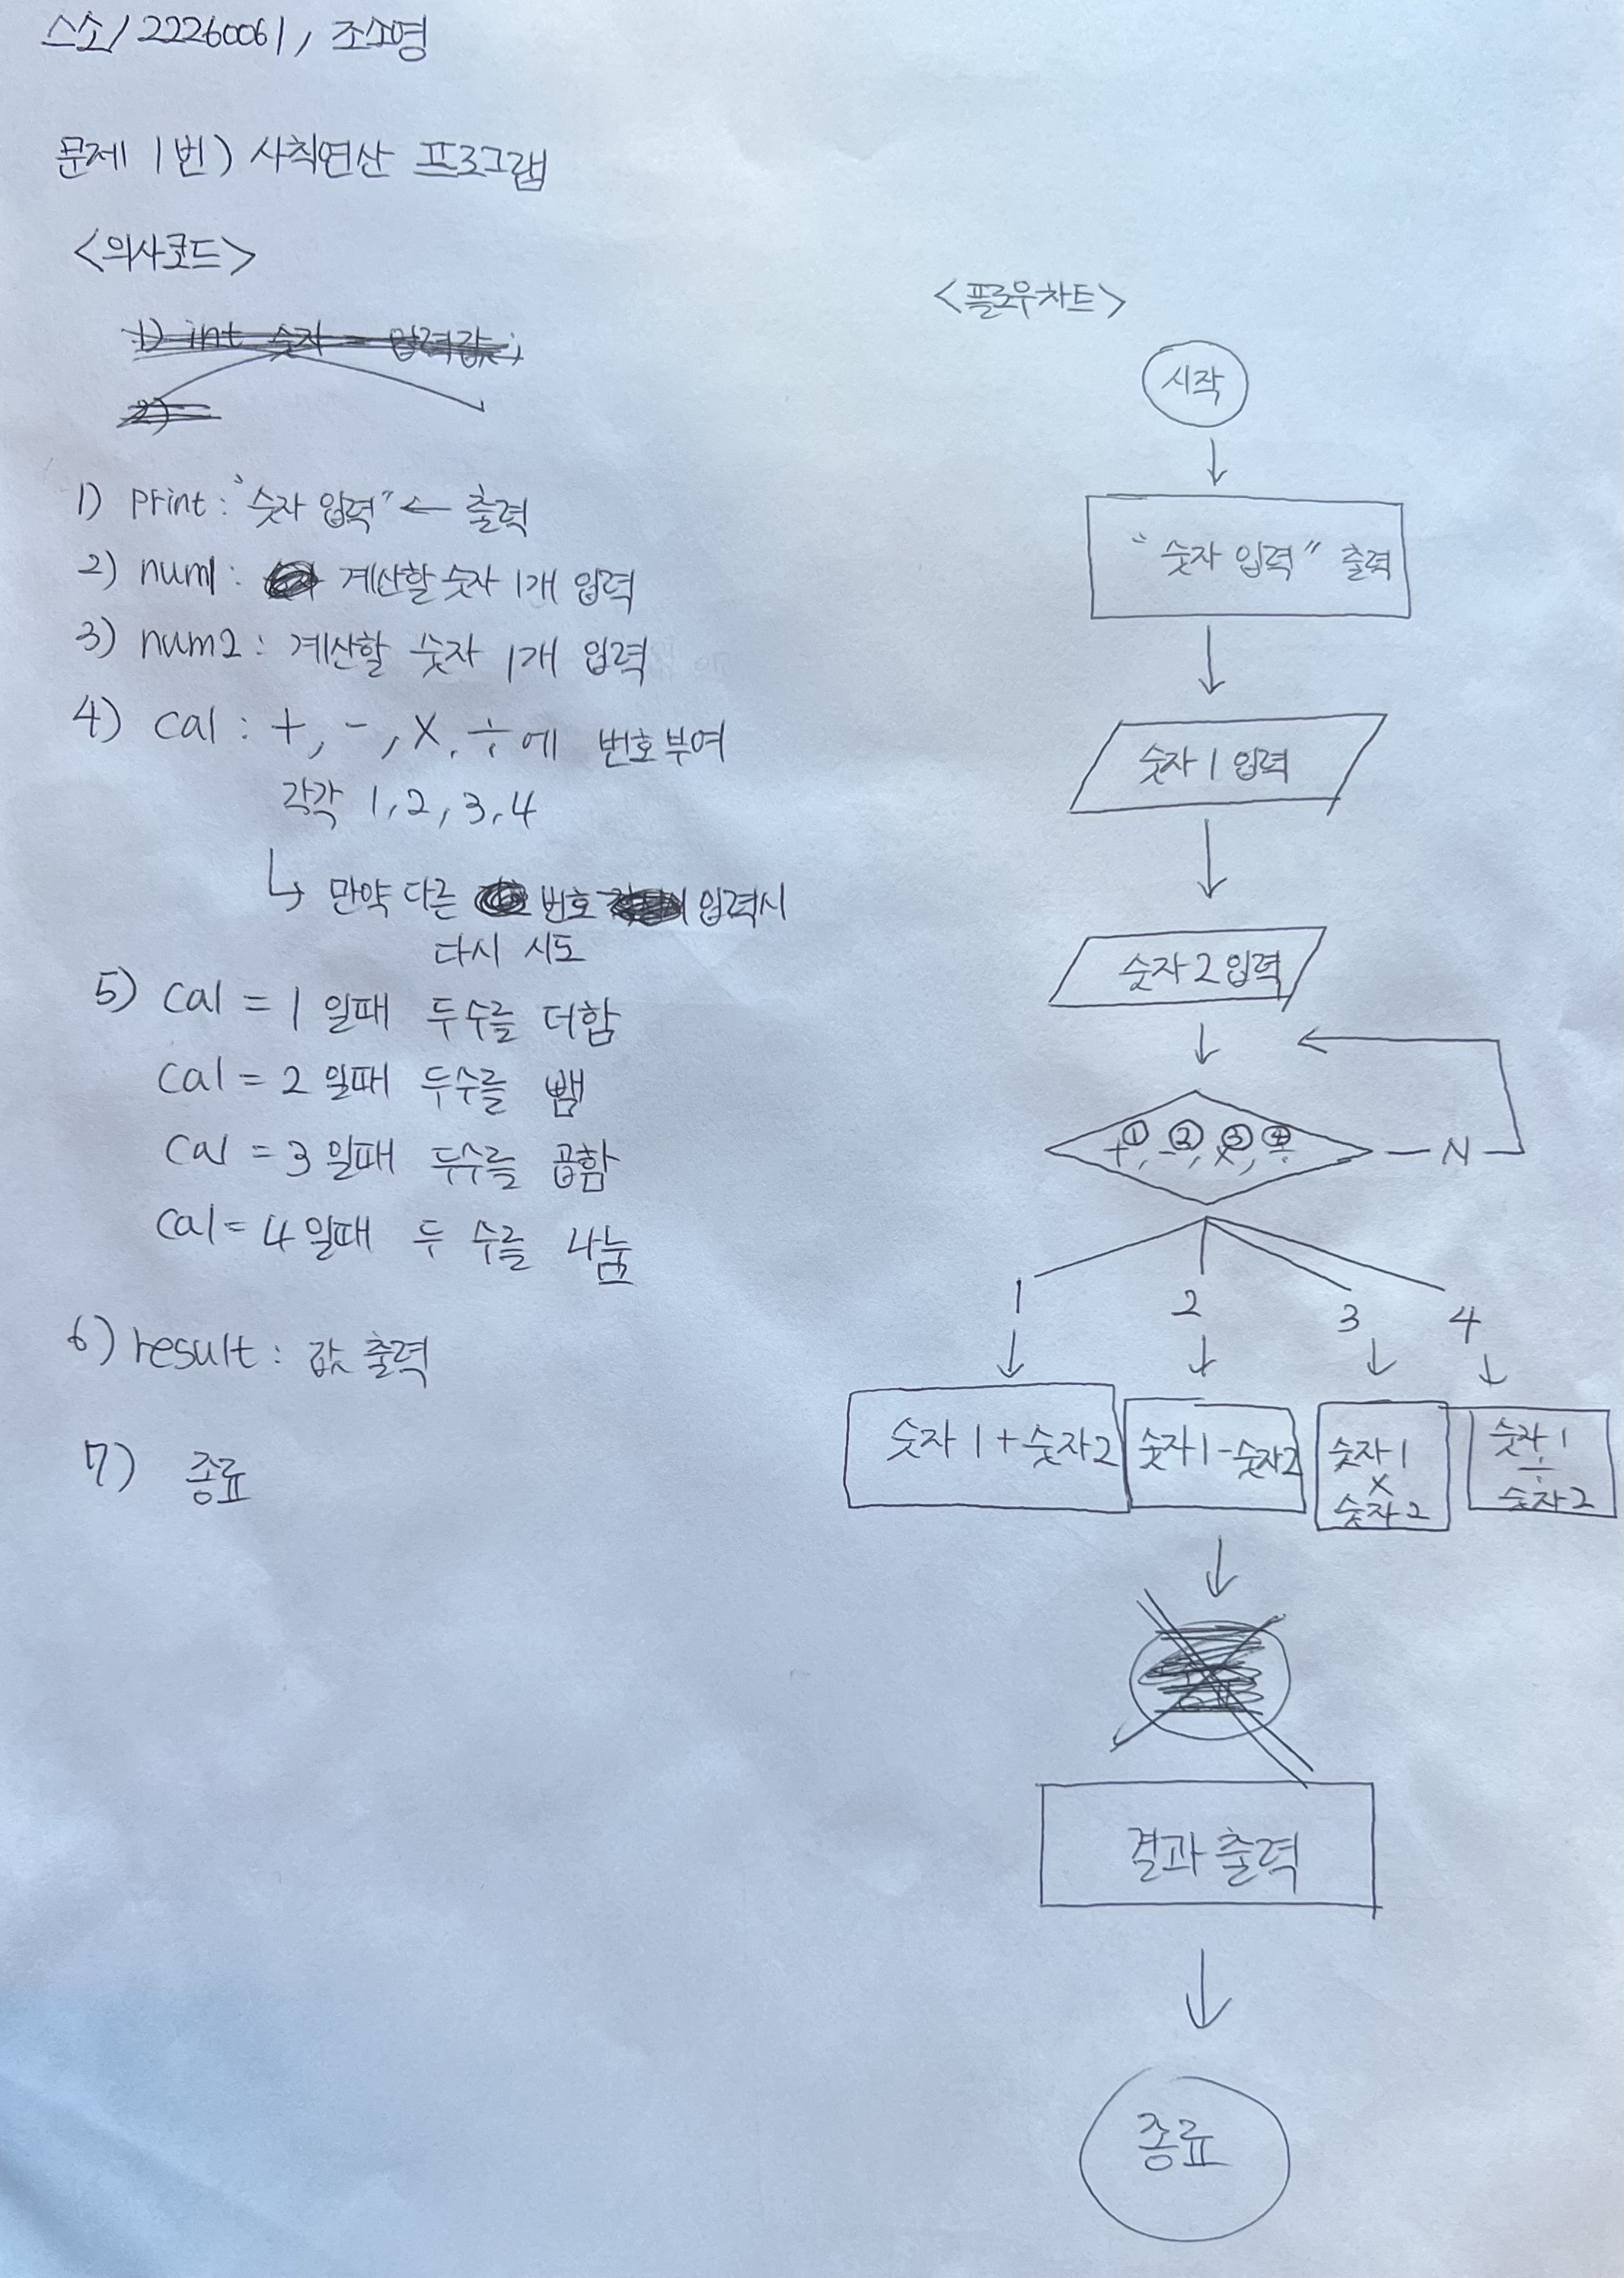 스소/22260061, 조소영
문제 1번) 사칙연산 프로그램
<의사코드>
1) int 숫자 = 입력값;
2)
1) print: "숫자 입력" ← 출력
2) num1: 계산할 숫자 1개 입력
3) num2: 계산할 숫자 1개 입력
4) cal: +, -, X, ÷에 번호부여
각각 1, 2, 3, 4
↳ 만약 다른 번호 입력시
다시 시도
5) cal = 1 일때 두수를 더함
cal = 2 일때 두수를 뺌
cal = 3 일때 두수를 곱함
cal = 4 일때 두 수를 나눔
6) result: 값 출력
7) 종료
<플로우차트>
시작
"숫자 입력" 출력
숫자 1 입력
숫자 2 입력
+①, -②, x③, ÷④
N
1 2 3 4
숫자 1 + 숫자 2
숫자 1 - 숫자 2
숫자 1
x
숫자 2
숫자 1
÷
숫자 2
결과 출력
종료